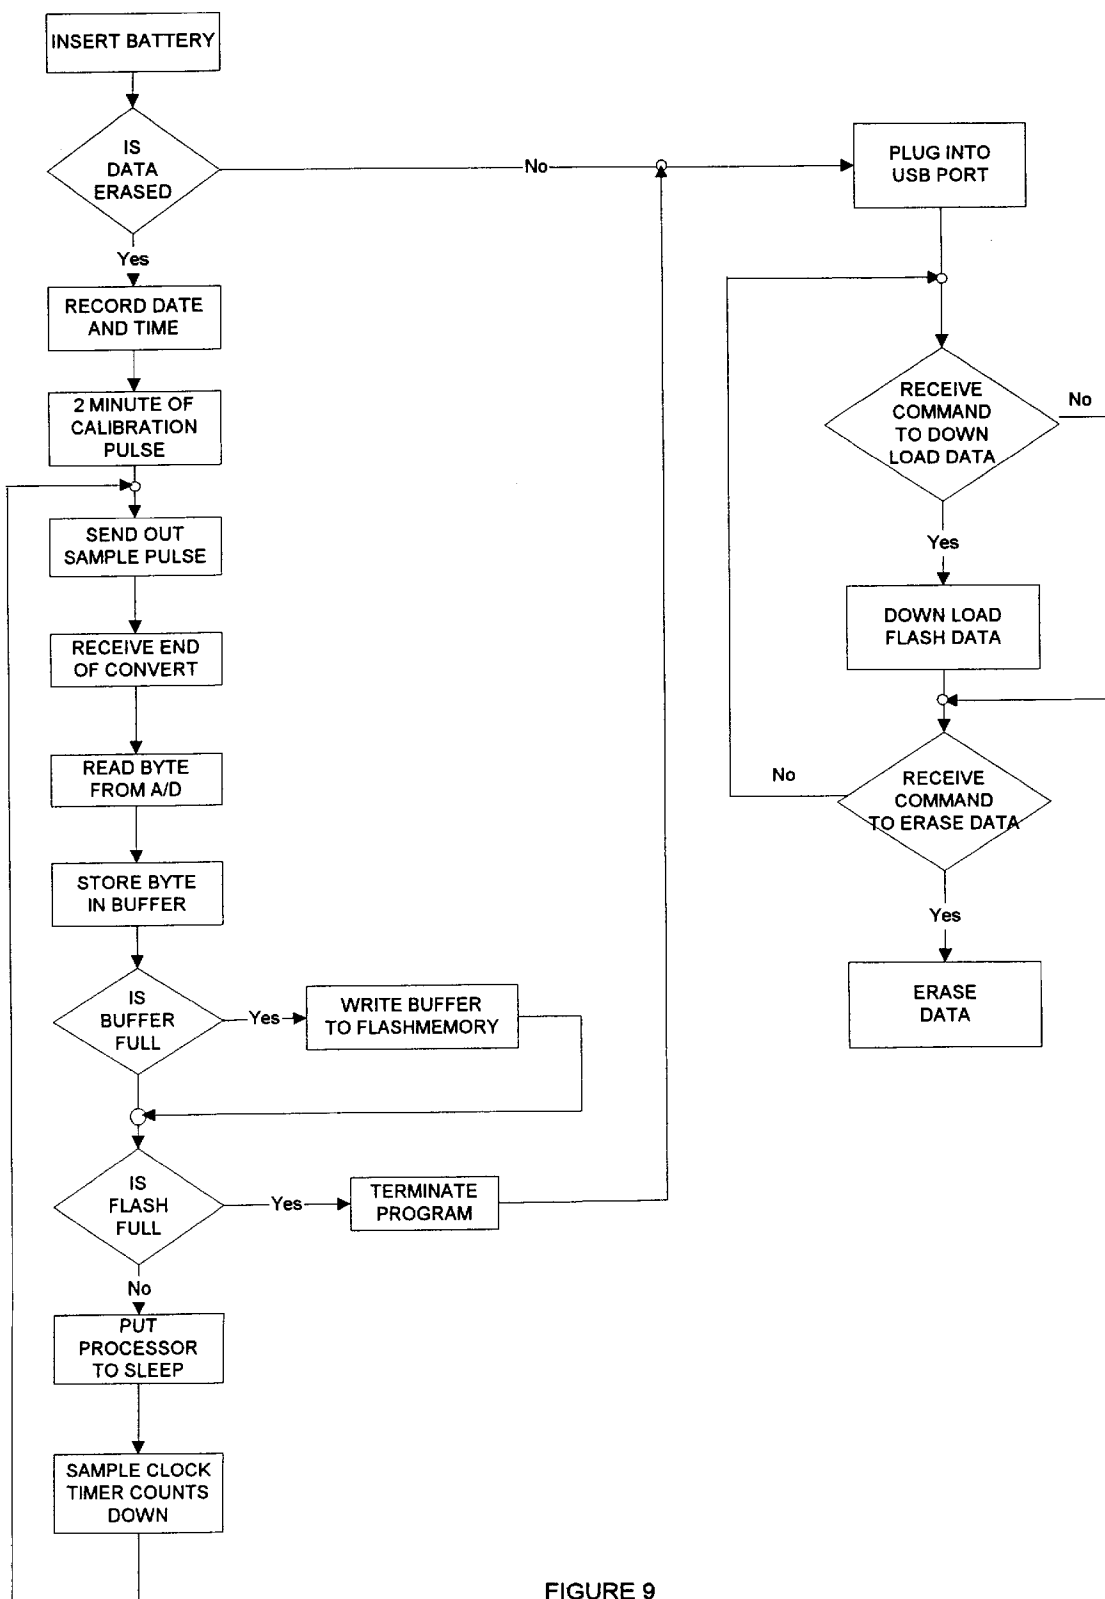 INSERT BATTERY
IS
DATA
ERASED
No
Yes
RECORD DATE
AND TIME
2 MINUTE OF
CALIBRATION
PULSE
SEND OUT
SAMPLE PULSE
RECEIVE END
OF CONVERT
READ BYTE
FROM A/D
STORE BYTE
IN BUFFER
IS
BUFFER
FULL
Yes
WRITE BUFFER
TO FLASHMEMORY
IS
FLASH
FULL
Yes
TERMINATE
PROGRAM
No
PUT
PROCESSOR
TO SLEEP
SAMPLE CLOCK
TIMER COUNTS
DOWN
PLUG INTO
USB PORT
RECEIVE
COMMAND
TO DOWN
LOAD DATA
No
Yes
DOWN LOAD
FLASH DATA
No
RECEIVE
COMMAND
TO ERASE DATA
Yes
ERASE
DATA
FIGURE 9